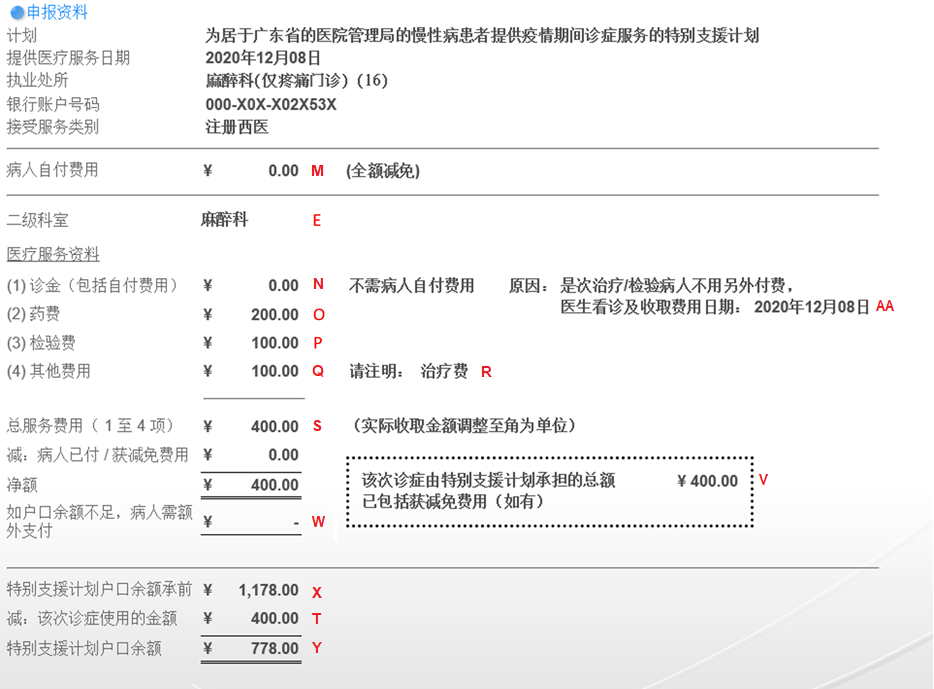 申报资料
计划 为居于广东省的医院管理局的慢性病患者提供疫情期间诊症服务的特别支援计划
提供医疗服务日期 2020年12月08日
执业处所 麻醉科(仅疼痛门诊)(16)
银行账户号码 000-X0X-X02X53X
接受服务类别 注册西医
病人自付费用 ¥ 0.00 M (全额减免)
二级科室 麻醉科 E
医疗服务资料
(1) 诊金（包括自付费用） ¥ 0.00 N 不需病人自付费用 原因： 是次治疗/检验病人不用另外付费，
医生看诊及收取费用日期： 2020年12月08日 AA
(2) 药费 ¥ 200.00 O
(3) 检验费 ¥ 100.00 P
(4) 其他费用 ¥ 100.00 Q 请注明： 治疗费 R
总服务费用（ 1 至 4 项） ¥ 400.00 S （实际收取金额调整至角为单位）
减：病人已付 / 获减免费用 ¥ 0.00
净额 ¥ 400.00
该次诊症由特别支援计划承担的总额 ¥ 400.00 V
已包括获减免费用（如有）
如户口余额不足，病人需额
外支付 ¥ - W
特别支援计划户口余额承前 ¥ 1,178.00 X
减：该次诊症使用的金额 ¥ 400.00 T
特别支援计划户口余额 ¥ 778.00 Y